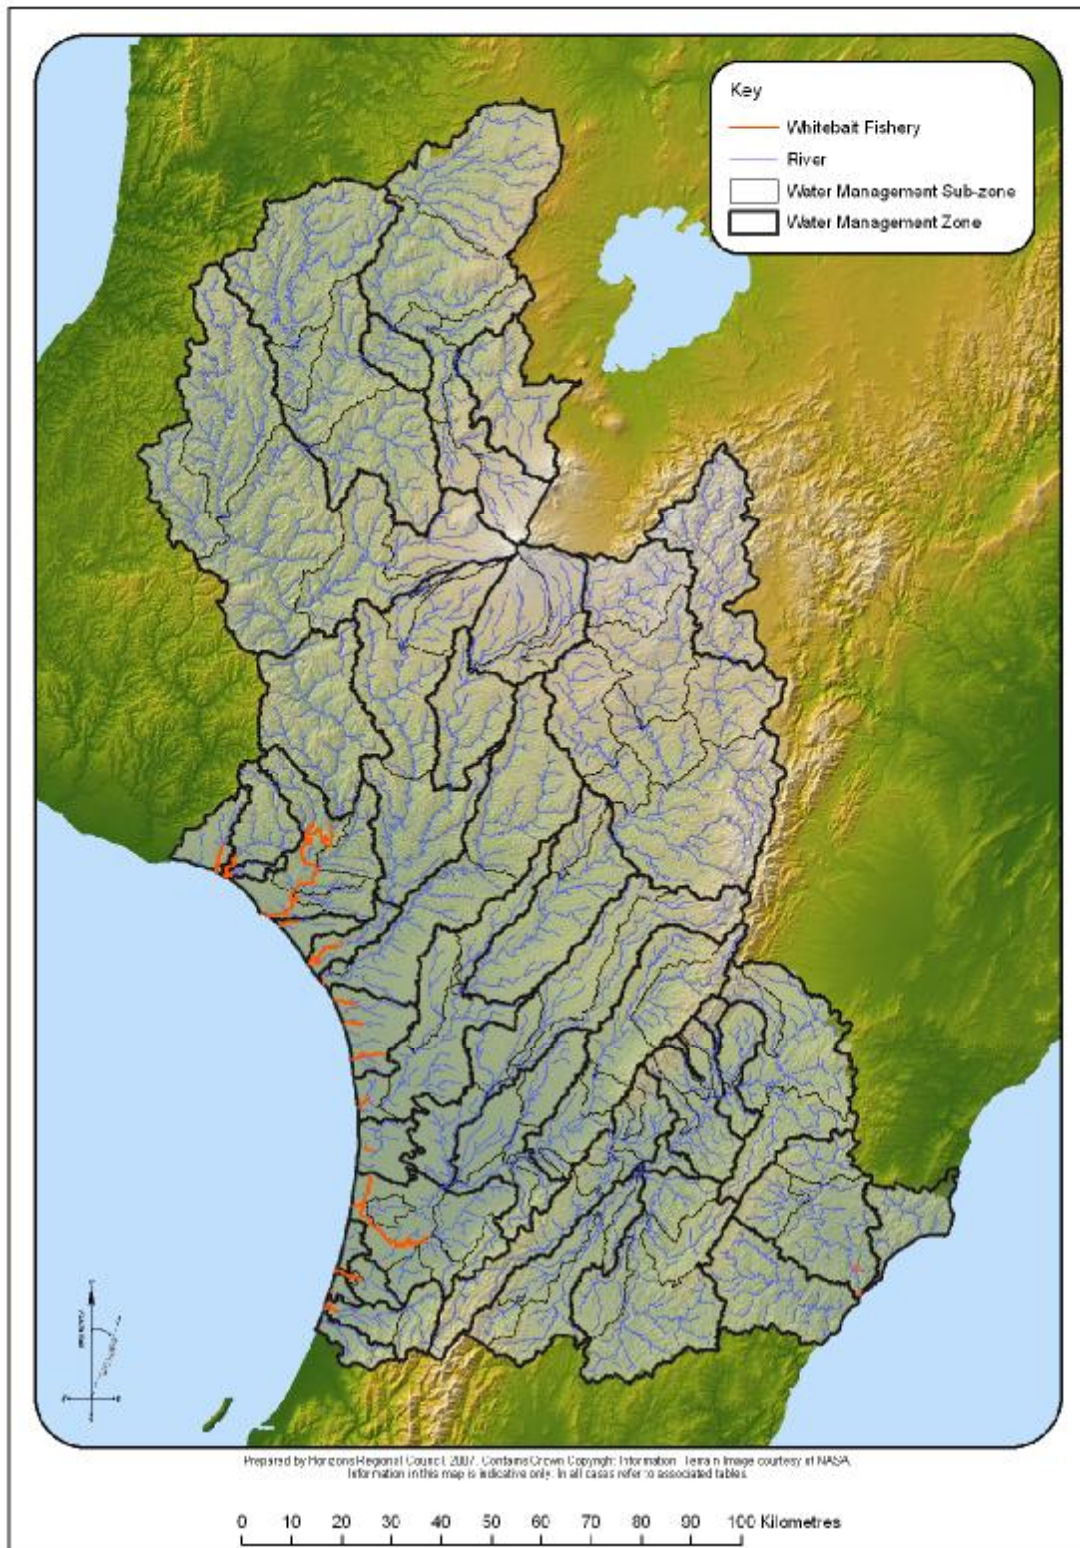 Key
Whitebait Fishery
River
Water Management Sub-zone
Water Management Zone
Prepared by Horizons Regional Council 2007. Contains Crown Copyright Information. Terrain Image courtesy of NASA.
Information in this map is indicative only. In all cases refer to associated tables.
0 10 20 30 40 50 60 70 80 90 100 Kilometres